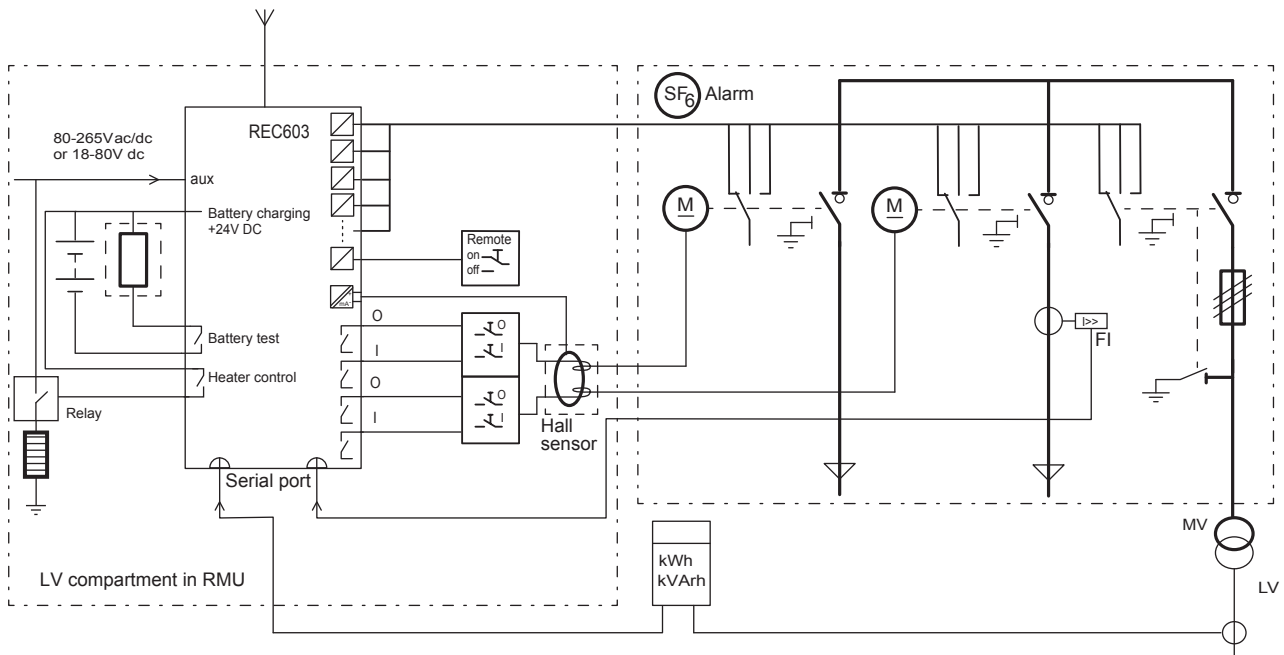 SF6 Alarm
REC603
80-265Vac/dc
or 18-80V dc
aux
Battery charging
+24V DC
Remote
on
off
mA
M
M
O
I
O
I
O
I
O
I
Battery test
Heater control
Relay
Hall
sensor
I>>
FI
Serial port
MV
LV
kWh
kVArh
LV compartment in RMU